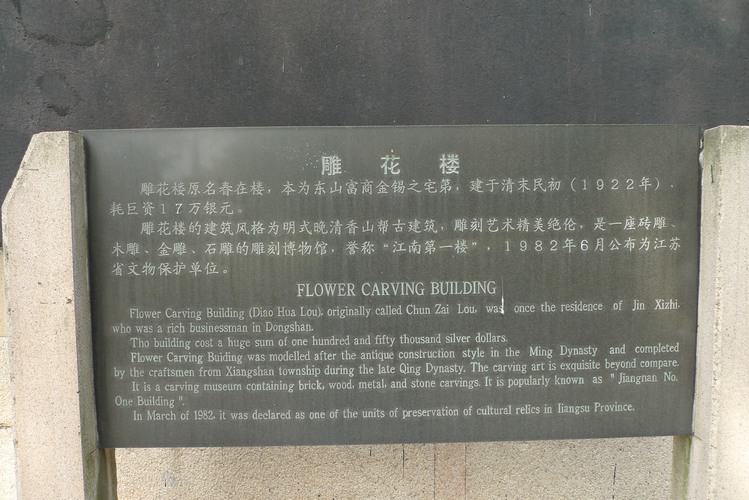 雕花楼
雕花楼原名春在楼，本为东山富商金锡之宅第，建于清末民初（１９２２年），
耗巨资１７万银元。
雕花楼的建筑风格为明式晚清香山帮古建筑，雕刻艺术精美绝伦，是一座砖雕、
木雕、金雕、石雕的雕刻博物馆，誉称“江南第一楼”，１９８２年６月公布为江苏
省文物保护单位。
FLOWER CARVING BUILDING
Flower Carving Building (Diao Hua Lou), originally called Chun Zai Lou, was once the residence of Jin Xizhi,
who was a rich businessman in Dongshan.
Tho building cost a huge sum of one hundred and fifty thousand silver dollars.
Flower Carving Buiding was modelled after the antique construction style in the Ming Dynasty and completed
by the craftsmen from Xiangshan township during the late Qing Dynasty. The carving art is exquisite beyond compare.
It is a carving museum containing brick, wood, metal, and stone carvings. It is popularly known as " Jiangnan No.
One Building ".
In March of 1982, it was declared as one of the units of preservation of cultural relics in Iiangsu Province.